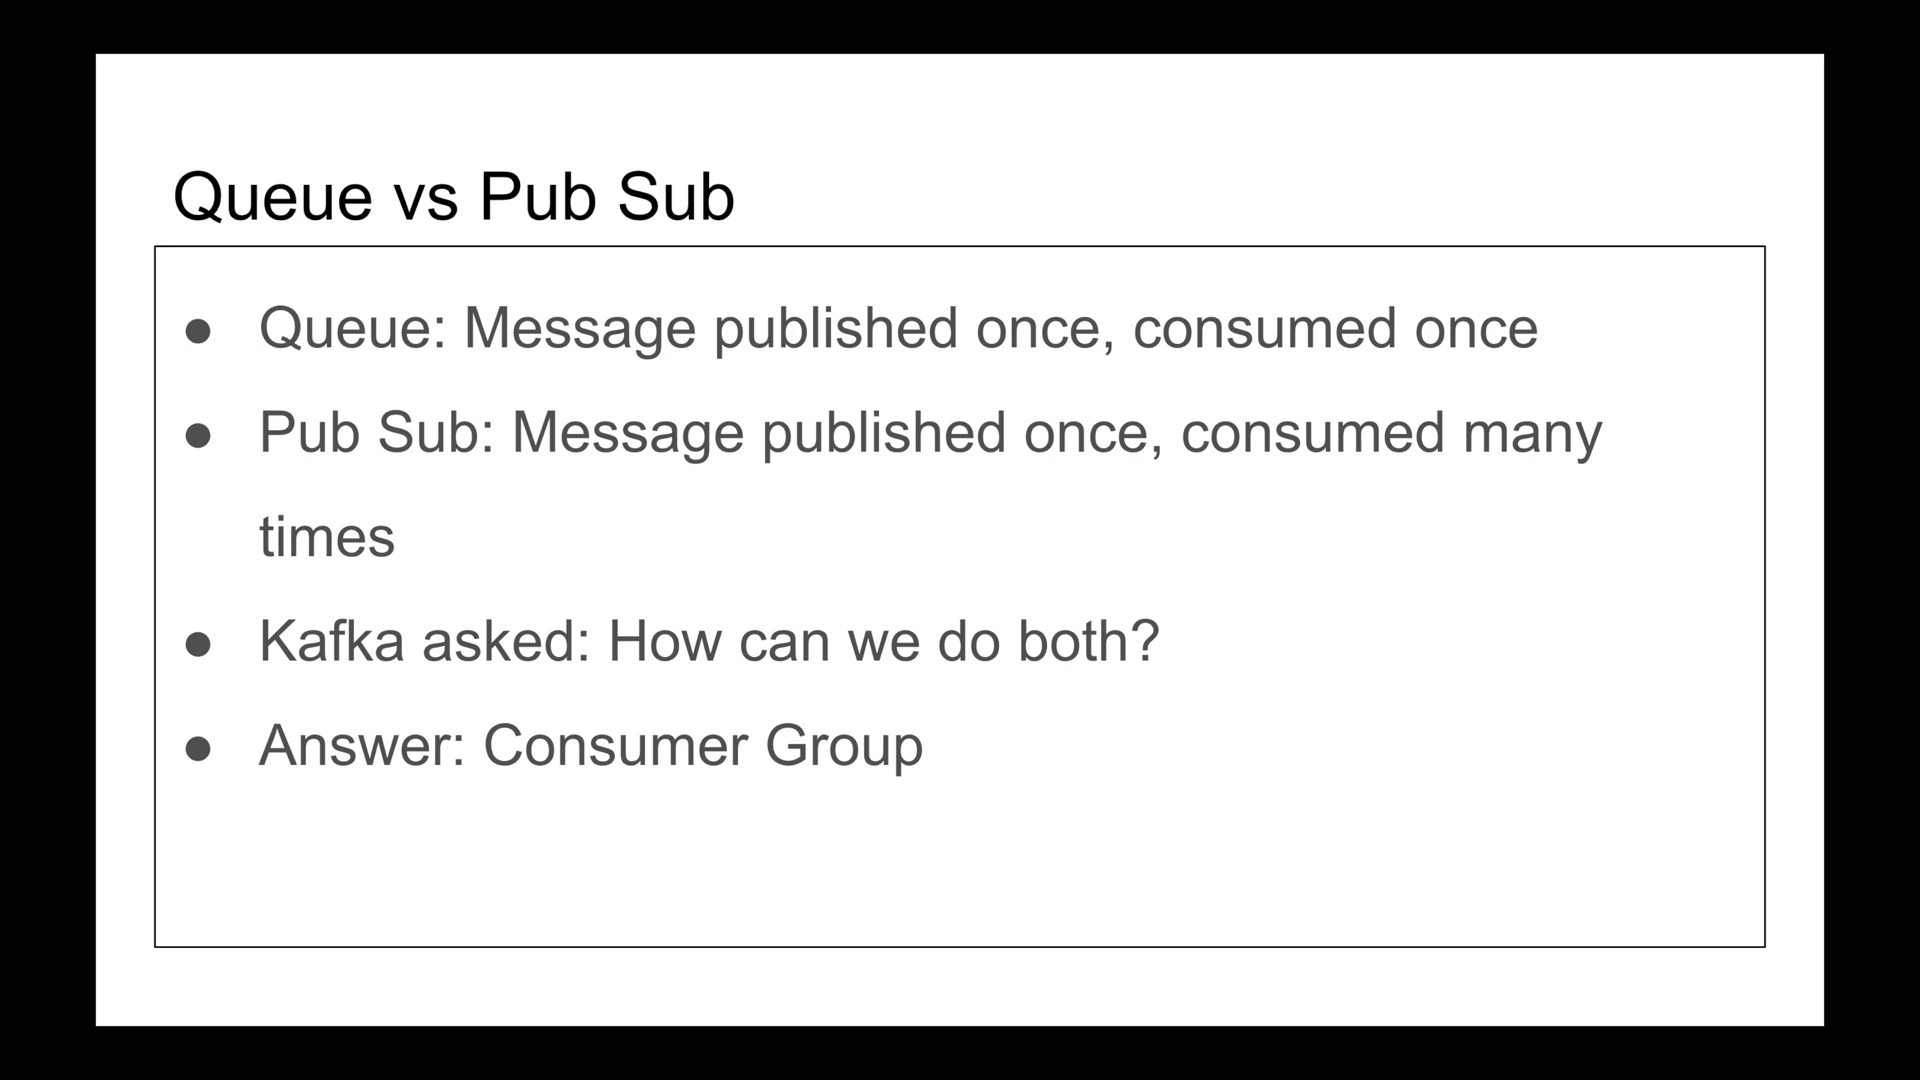 Queue vs Pub Sub
● Queue: Message published once, consumed once
● Pub Sub: Message published once, consumed many
times
● Kafka asked: How can we do both?
● Answer: Consumer Group